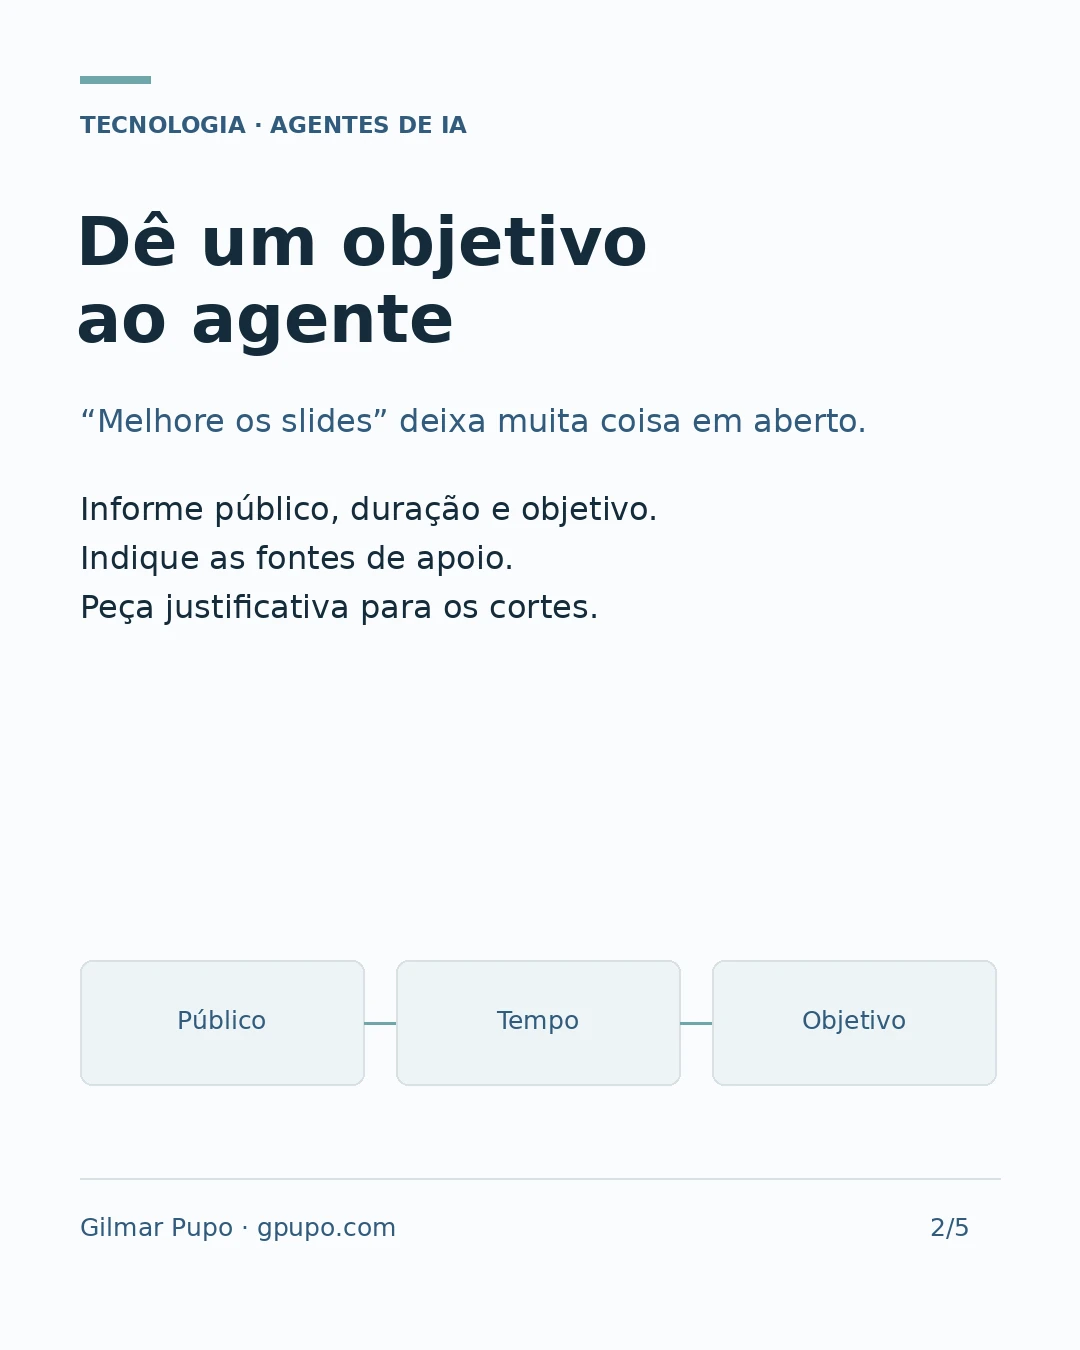 TECNOLOGIA · AGENTES DE IA
Dê um objetivo
ao agente
“Melhore os slides” deixa muita coisa em aberto.
Informe público, duração e objetivo.
Indique as fontes de apoio.
Peça justificativa para os cortes.
Público
Tempo
Objetivo
Gilmar Pupo · gpupo.com
2/5